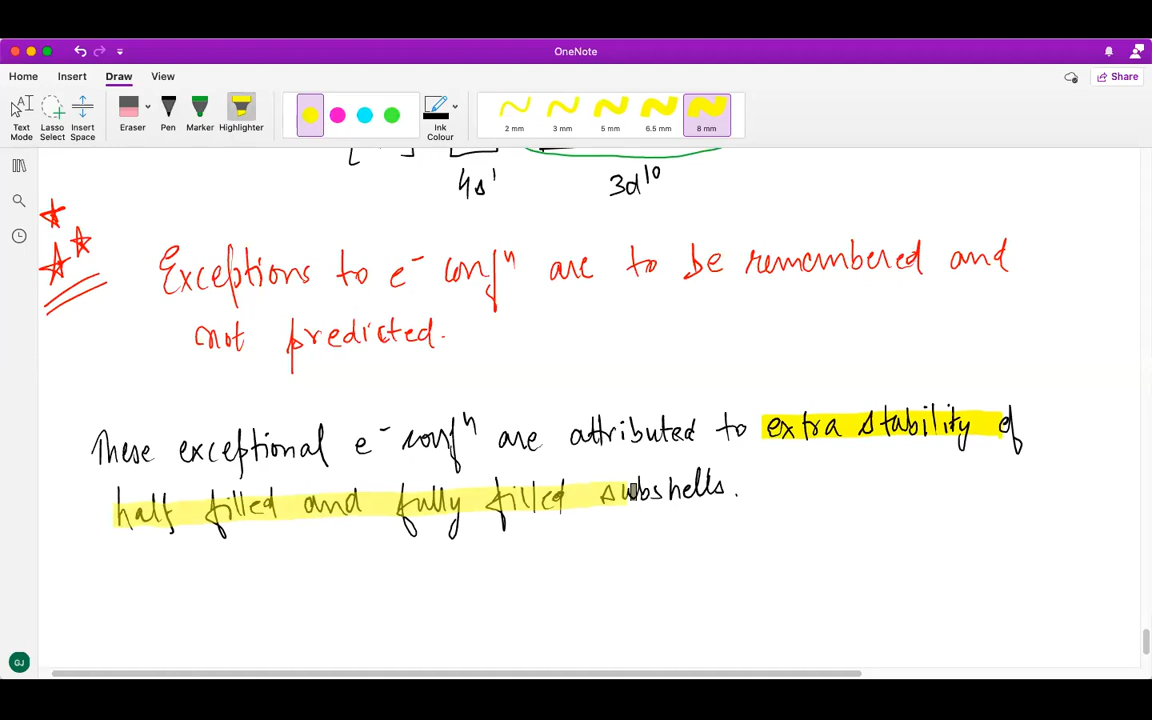 OneNote
Home Insert Draw View
Share
Text Mode
Lasso Select
Insert Space
Eraser
Pen
Marker
Highlighter
Ink Colour
2 mm
3 mm
5 mm
6.5 mm
8 mm
4s¹ 3d¹⁰
Exceptions to e⁻ confⁿ are to be remembered and
not predicted.
These exceptional e⁻ confⁿ are attributed to extra stability of
half filled and fully filled subshells.
GJ